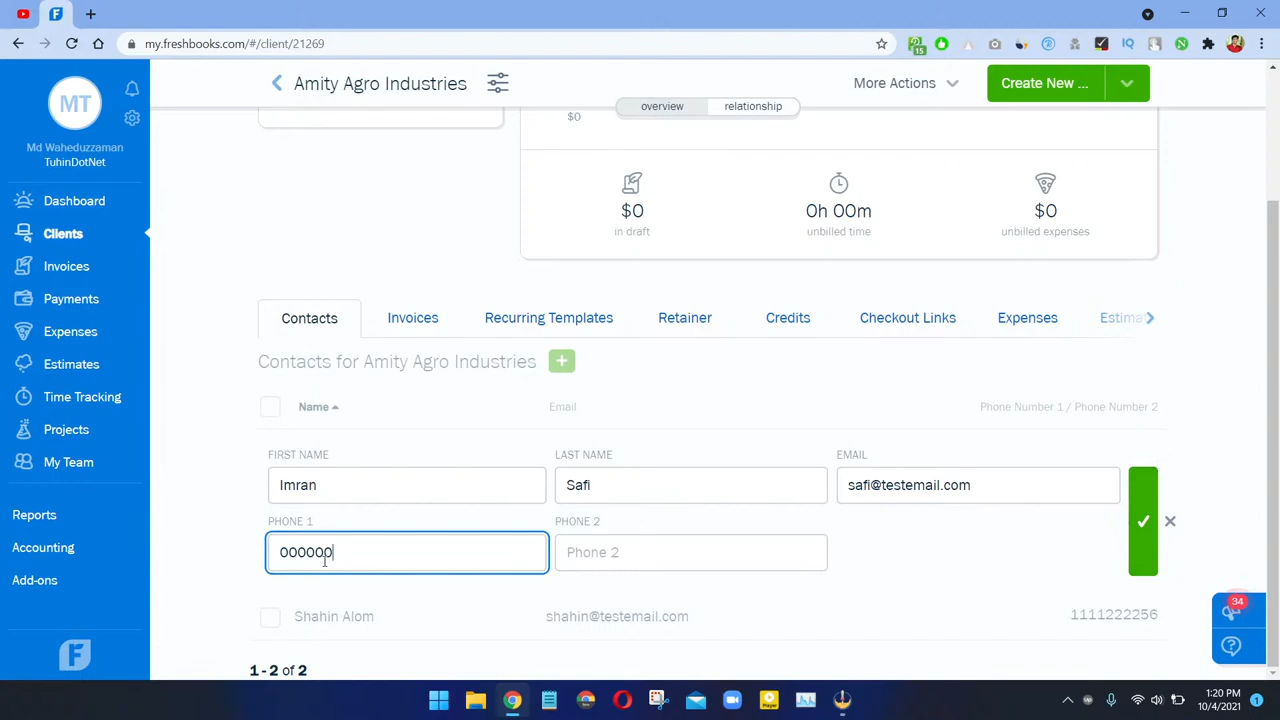 my.freshbooks.com/#/client/21269
15
MT
Md Waheduzzaman
TuhinDotNet
Dashboard
Clients
Invoices
Payments
Expenses
Estimates
Time Tracking
Projects
My Team
Reports
Accounting
Add-ons
Amity Agro Industries
More Actions
Create New ...
overview
relationship
$0
$0
in draft
0h 00m
unbilled time
$0
unbilled expenses
Contacts
Invoices
Recurring Templates
Retainer
Credits
Checkout Links
Expenses
Estimat
Contacts for Amity Agro Industries
Name
Email
Phone Number 1 / Phone Number 2
FIRST NAME
LAST NAME
EMAIL
Imran
Safi
safi@testemail.com
PHONE 1
PHONE 2
000000
Phone 2
Shahin Alom
shahin@testemail.com
1111222256
1 - 2 of 2
34
1:20 PM
10/4/2021